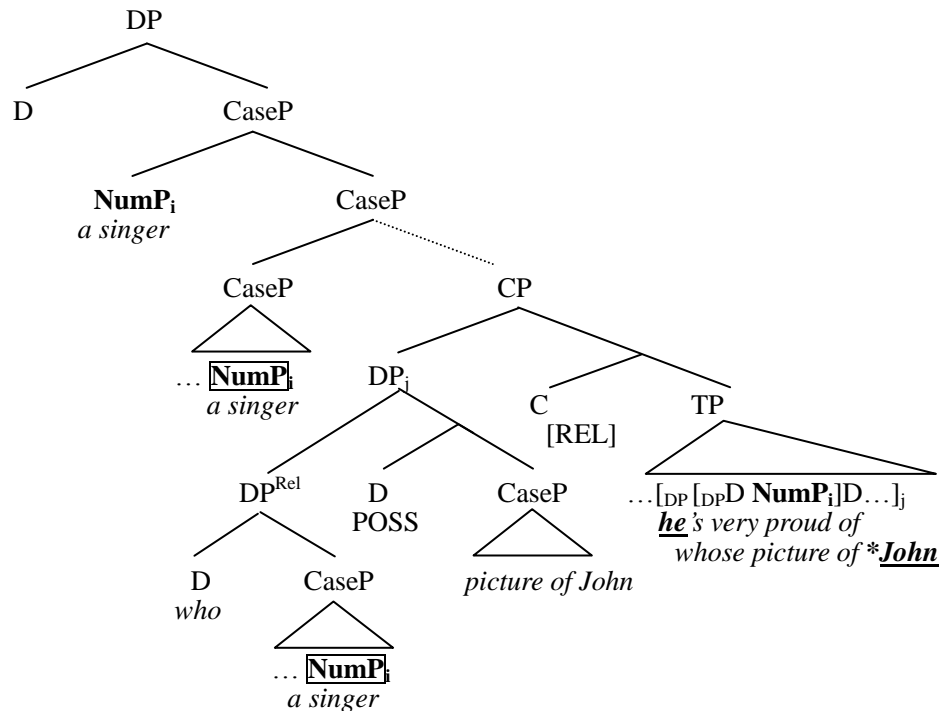 DP
D CaseP
NumPi CaseP
a singer
CaseP CP
… NumPi DPj C TP
a singer [REL]
DPRel D CaseP …[DP [DPD NumPi]D…]j
POSS he's very proud of
D CaseP picture of John whose picture of *John
who
… NumPi
a singer